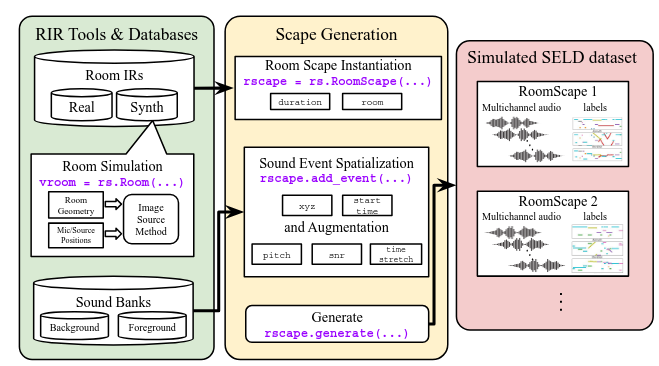 RIR Tools & Databases
Room IRs
Real
Synth
Room Simulation
vroom = rs.Room(...)
Room
Geometry
Mic/Source
Positions
Image
Source
Method
Sound Banks
Background
Foreground
Scape Generation
Room Scape Instantiation
rscape = rs.RoomScape(...)
duration
room
Sound Event Spatialization
rscape.add_event(...)
xyz
start
time
and Augmentation
pitch
snr
time
stretch
Generate
rscape.generate(...)
Simulated SELD dataset
RoomScape 1
Multichannel audio
labels
RoomScape 2
Multichannel audio
labels